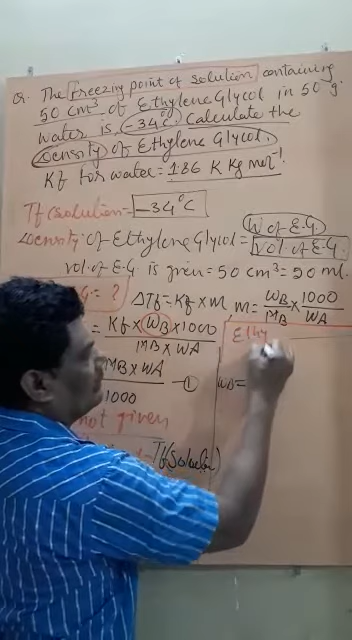 Q. The freezing point of solution containing
50 cm³ of Ethylene Glycol in 50 g.
water is -34°C. Calculate the
Density of Ethylene Glycol.
Kf for water = 1.86 K Kg mol⁻¹.
Tf(solution) = -34°C
Density of Ethylene Glycol = W of E.G. / Vol. of E.G.
vol. of E.G is given = 50 cm³ = 50 ml.
= ? ΔTf = Kf × m m = WB/MB × 1000/WA
= Kf × WB × 1000 / MB × WA
Ethy
MB × WA / 1000 — ①
WB =
not given
Tf(solution)